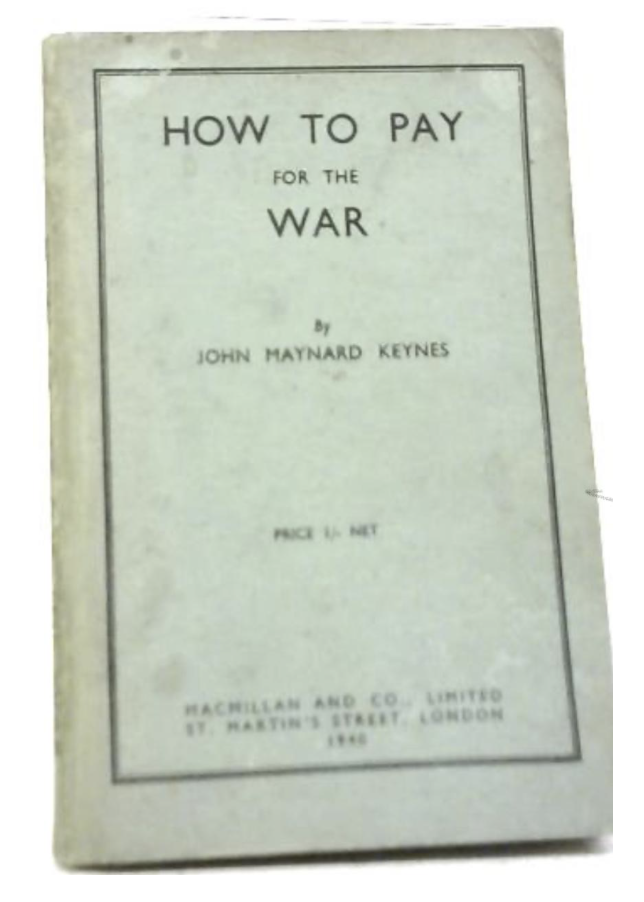 HOW TO PAY
FOR THE
WAR
By
JOHN MAYNARD KEYNES
PRICE 1/- NET
MACMILLAN AND CO., LIMITED
ST. MARTIN'S STREET, LONDON
1940